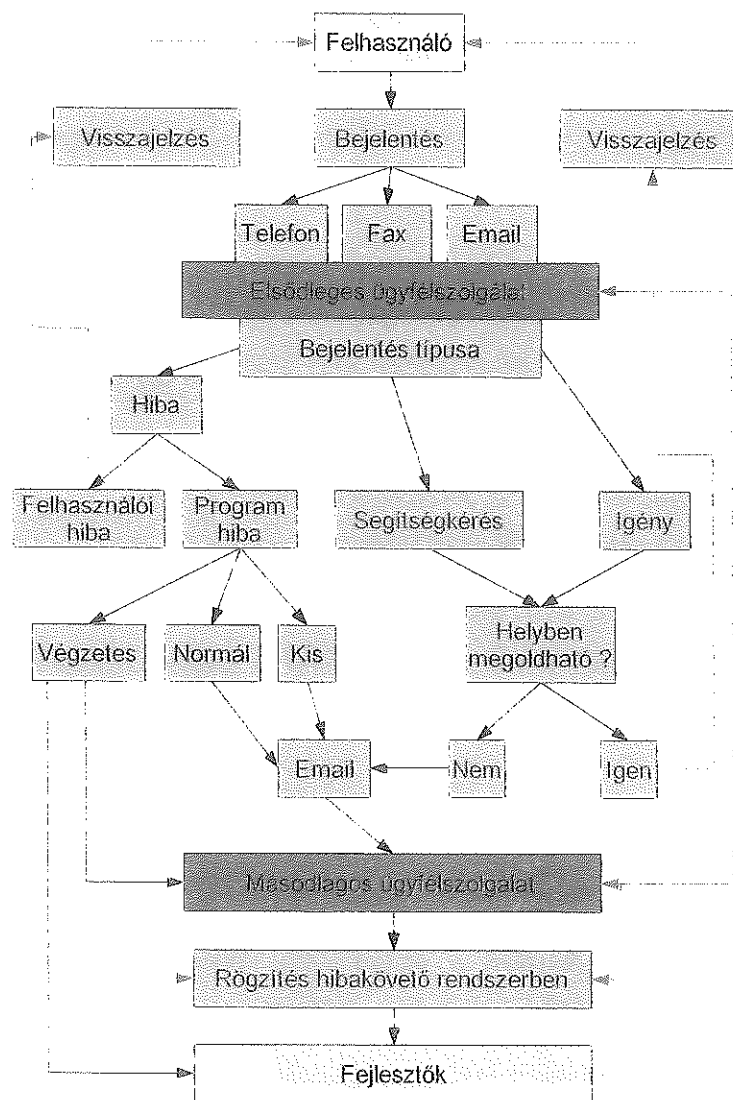 Felhasználó
Visszajelzés
Bejelentés
Visszajelzés
Telefon
Fax
Email
Elsődleges ügyfélszolgálat
Bejelentés típusa
Hiba
Felhasználói
hiba
Program
hiba
Segítségkérés
Igény
Végzetes
Normál
Kis
Helyben
megoldható ?
Email
Nem
Igen
Másodlagos ügyfélszolgálat
Rögzítés hibakövető rendszerben
Fejlesztők